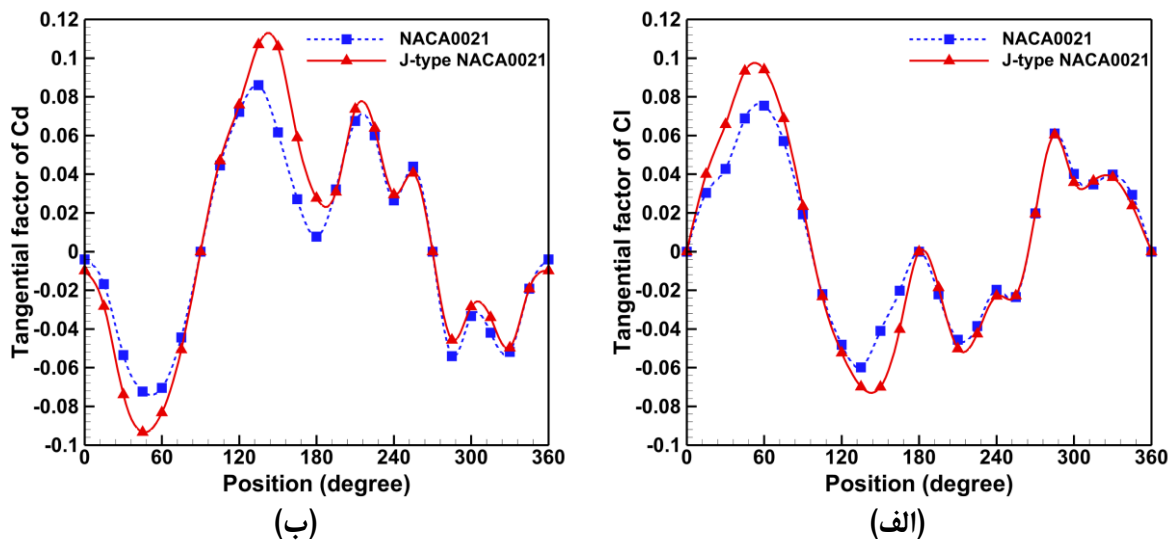 Tangential factor of Cd
0.12
0.1
0.08
0.06
0.04
0.02
0
-0.02
-0.04
-0.06
-0.08
-0.1
NACA0021
J-type NACA0021
0 60 120 180 240 300 360
Position (degree)
(ب)
Tangential factor of Cl
0.12
0.1
0.08
0.06
0.04
0.02
0
-0.02
-0.04
-0.06
-0.08
-0.1
NACA0021
J-type NACA0021
0 60 120 180 240 300 360
Position (degree)
(الف)